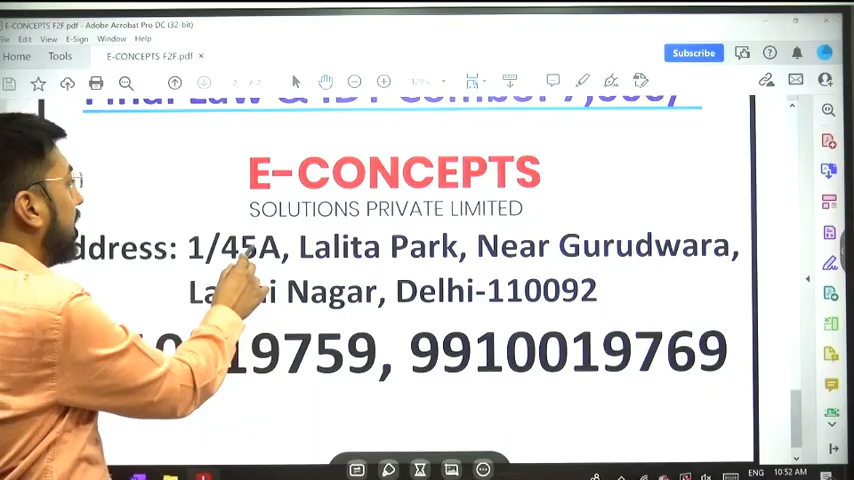 E-CONCEPTS F2F.pdf - Adobe Acrobat Pro DC (32-bit)
File Edit View E-Sign Window Help
Home Tools E-CONCEPTS F2F.pdf × Subscribe
E-CONCEPTS
SOLUTIONS PRIVATE LIMITED
ddress: 1/45A, Lalita Park, Near Gurudwara,
Nagar, Delhi-110092
19759, 9910019769
ENG 10:52 AM